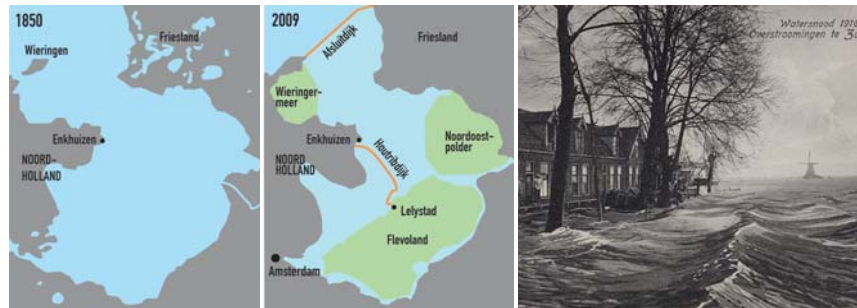 1850
Friesland
Wieringen
Enkhuizen
NOORD-
HOLLAND
2009
Afsluitdijk
Friesland
Wieringer-
meer
Enkhuizen
Noordoost-
polder
NOORD
HOLLAND
Houtribdijk
Lelystad
Flevoland
Amsterdam
Watersnood
Overstroomingen te